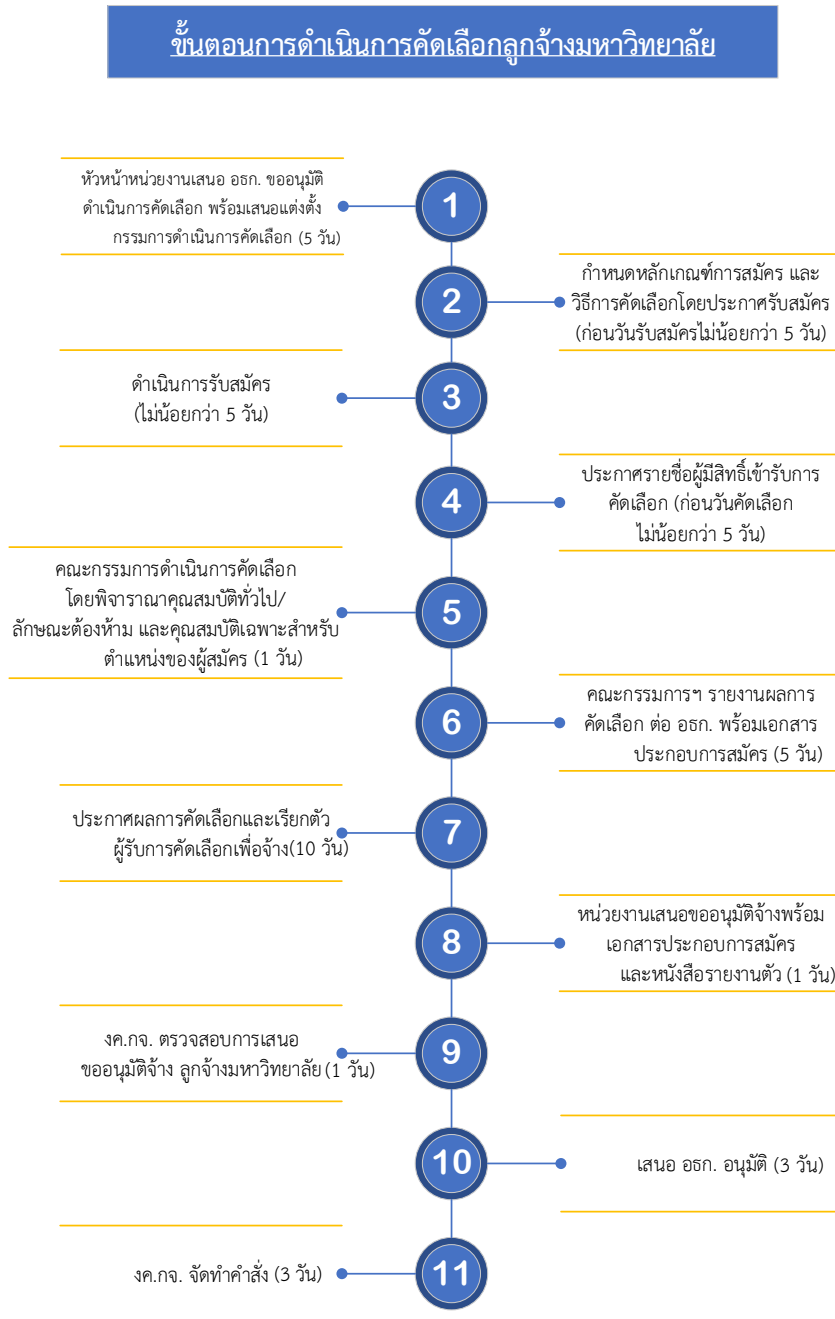 ขั้นตอนการดำเนินการคัดเลือกลูกจ้างมหาวิทยาลัย
หัวหน้าหน่วยงานเสนอ อธก. ขออนุมัติ
ดำเนินการคัดเลือก พร้อมเสนอแต่งตั้ง
กรรมการดำเนินการคัดเลือก (5 วัน)
1
2
กำหนดหลักเกณฑ์การสมัคร และ
วิธีการคัดเลือกโดยประกาศรับสมัคร
(ก่อนวันรับสมัครไม่น้อยกว่า 5 วัน)
ดำเนินการรับสมัคร
(ไม่น้อยกว่า 5 วัน)
3
4
ประกาศรายชื่อผู้มีสิทธิ์เข้ารับการ
คัดเลือก (ก่อนวันคัดเลือก
ไม่น้อยกว่า 5 วัน)
คณะกรรมการดำเนินการคัดเลือก
โดยพิจาราณาคุณสมบัติทั่วไป/
ลักษณะต้องห้าม และคุณสมบัติเฉพาะสำหรับ
ตำแหน่งของผู้สมัคร (1 วัน)
5
6
คณะกรรมการฯ รายงานผลการ
คัดเลือก ต่อ อธก. พร้อมเอกสาร
ประกอบการสมัคร (5 วัน)
ประกาศผลการคัดเลือกและเรียกตัว
ผู้รับการคัดเลือกเพื่อจ้าง(10 วัน)
7
8
หน่วยงานเสนอขออนุมัติจ้างพร้อม
เอกสารประกอบการสมัคร
และหนังสือรายงานตัว (1 วัน)
งค.กจ. ตรวจสอบการเสนอ
ขออนุมัติจ้าง ลูกจ้างมหาวิทยาลัย (1 วัน)
9
10
เสนอ อธก. อนุมัติ (3 วัน)
งค.กจ. จัดทำคำสั่ง (3 วัน)
11